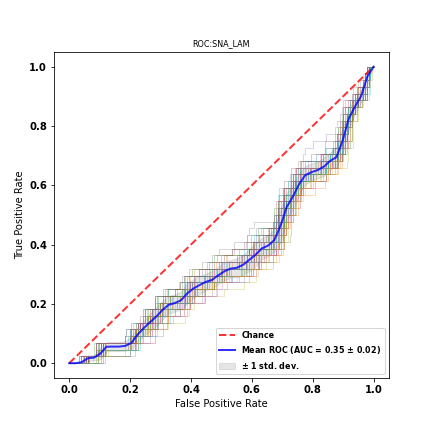 ROC:SNA_LAM
True Positive Rate
1.0
0.8
0.6
0.4
0.2
0.0
Chance
Mean ROC (AUC = 0.35 ± 0.02)
± 1 std. dev.
0.0 0.2 0.4 0.6 0.8 1.0
False Positive Rate